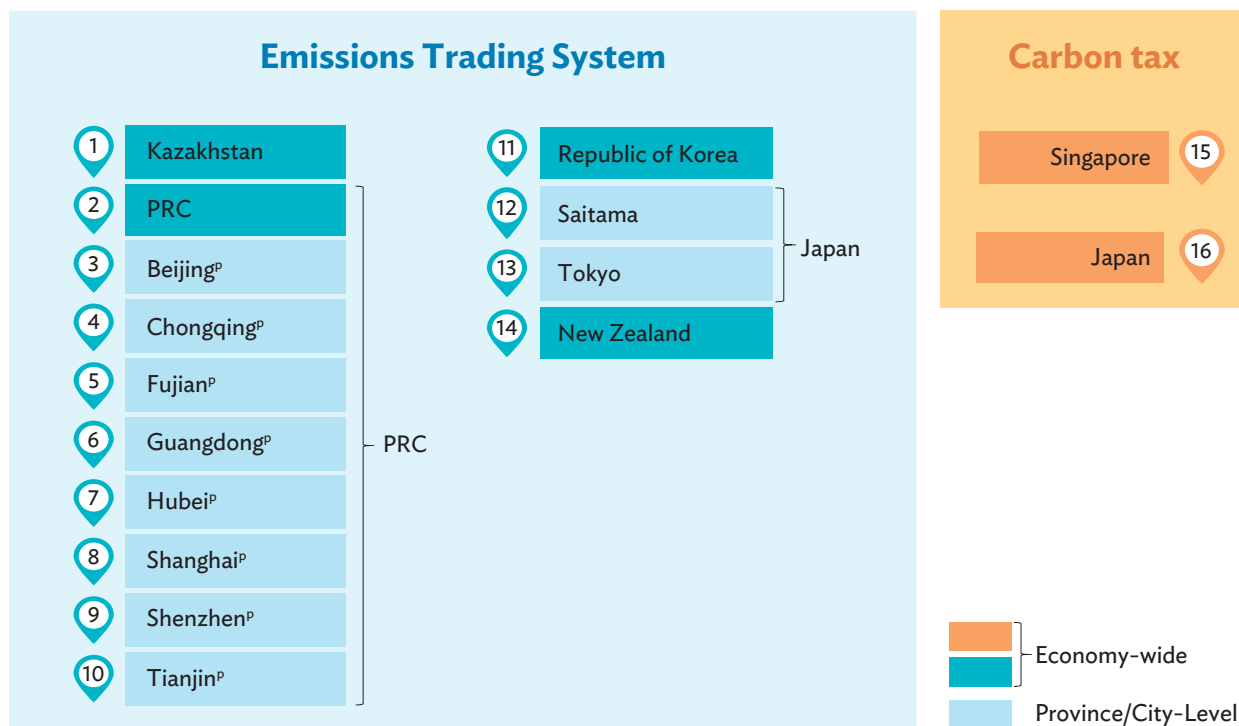 Emissions Trading System
1 Kazakhstan
2 PRC
3 Beijingᵖ
4 Chongqingᵖ
5 Fujianᵖ
6 Guangdongᵖ
7 Hubeiᵖ
8 Shanghaiᵖ
9 Shenzhenᵖ
10 Tianjinᵖ
PRC
11 Republic of Korea
12 Saitama
13 Tokyo
Japan
14 New Zealand
Carbon tax
Singapore 15
Japan 16
Economy-wide
Province/City-Level